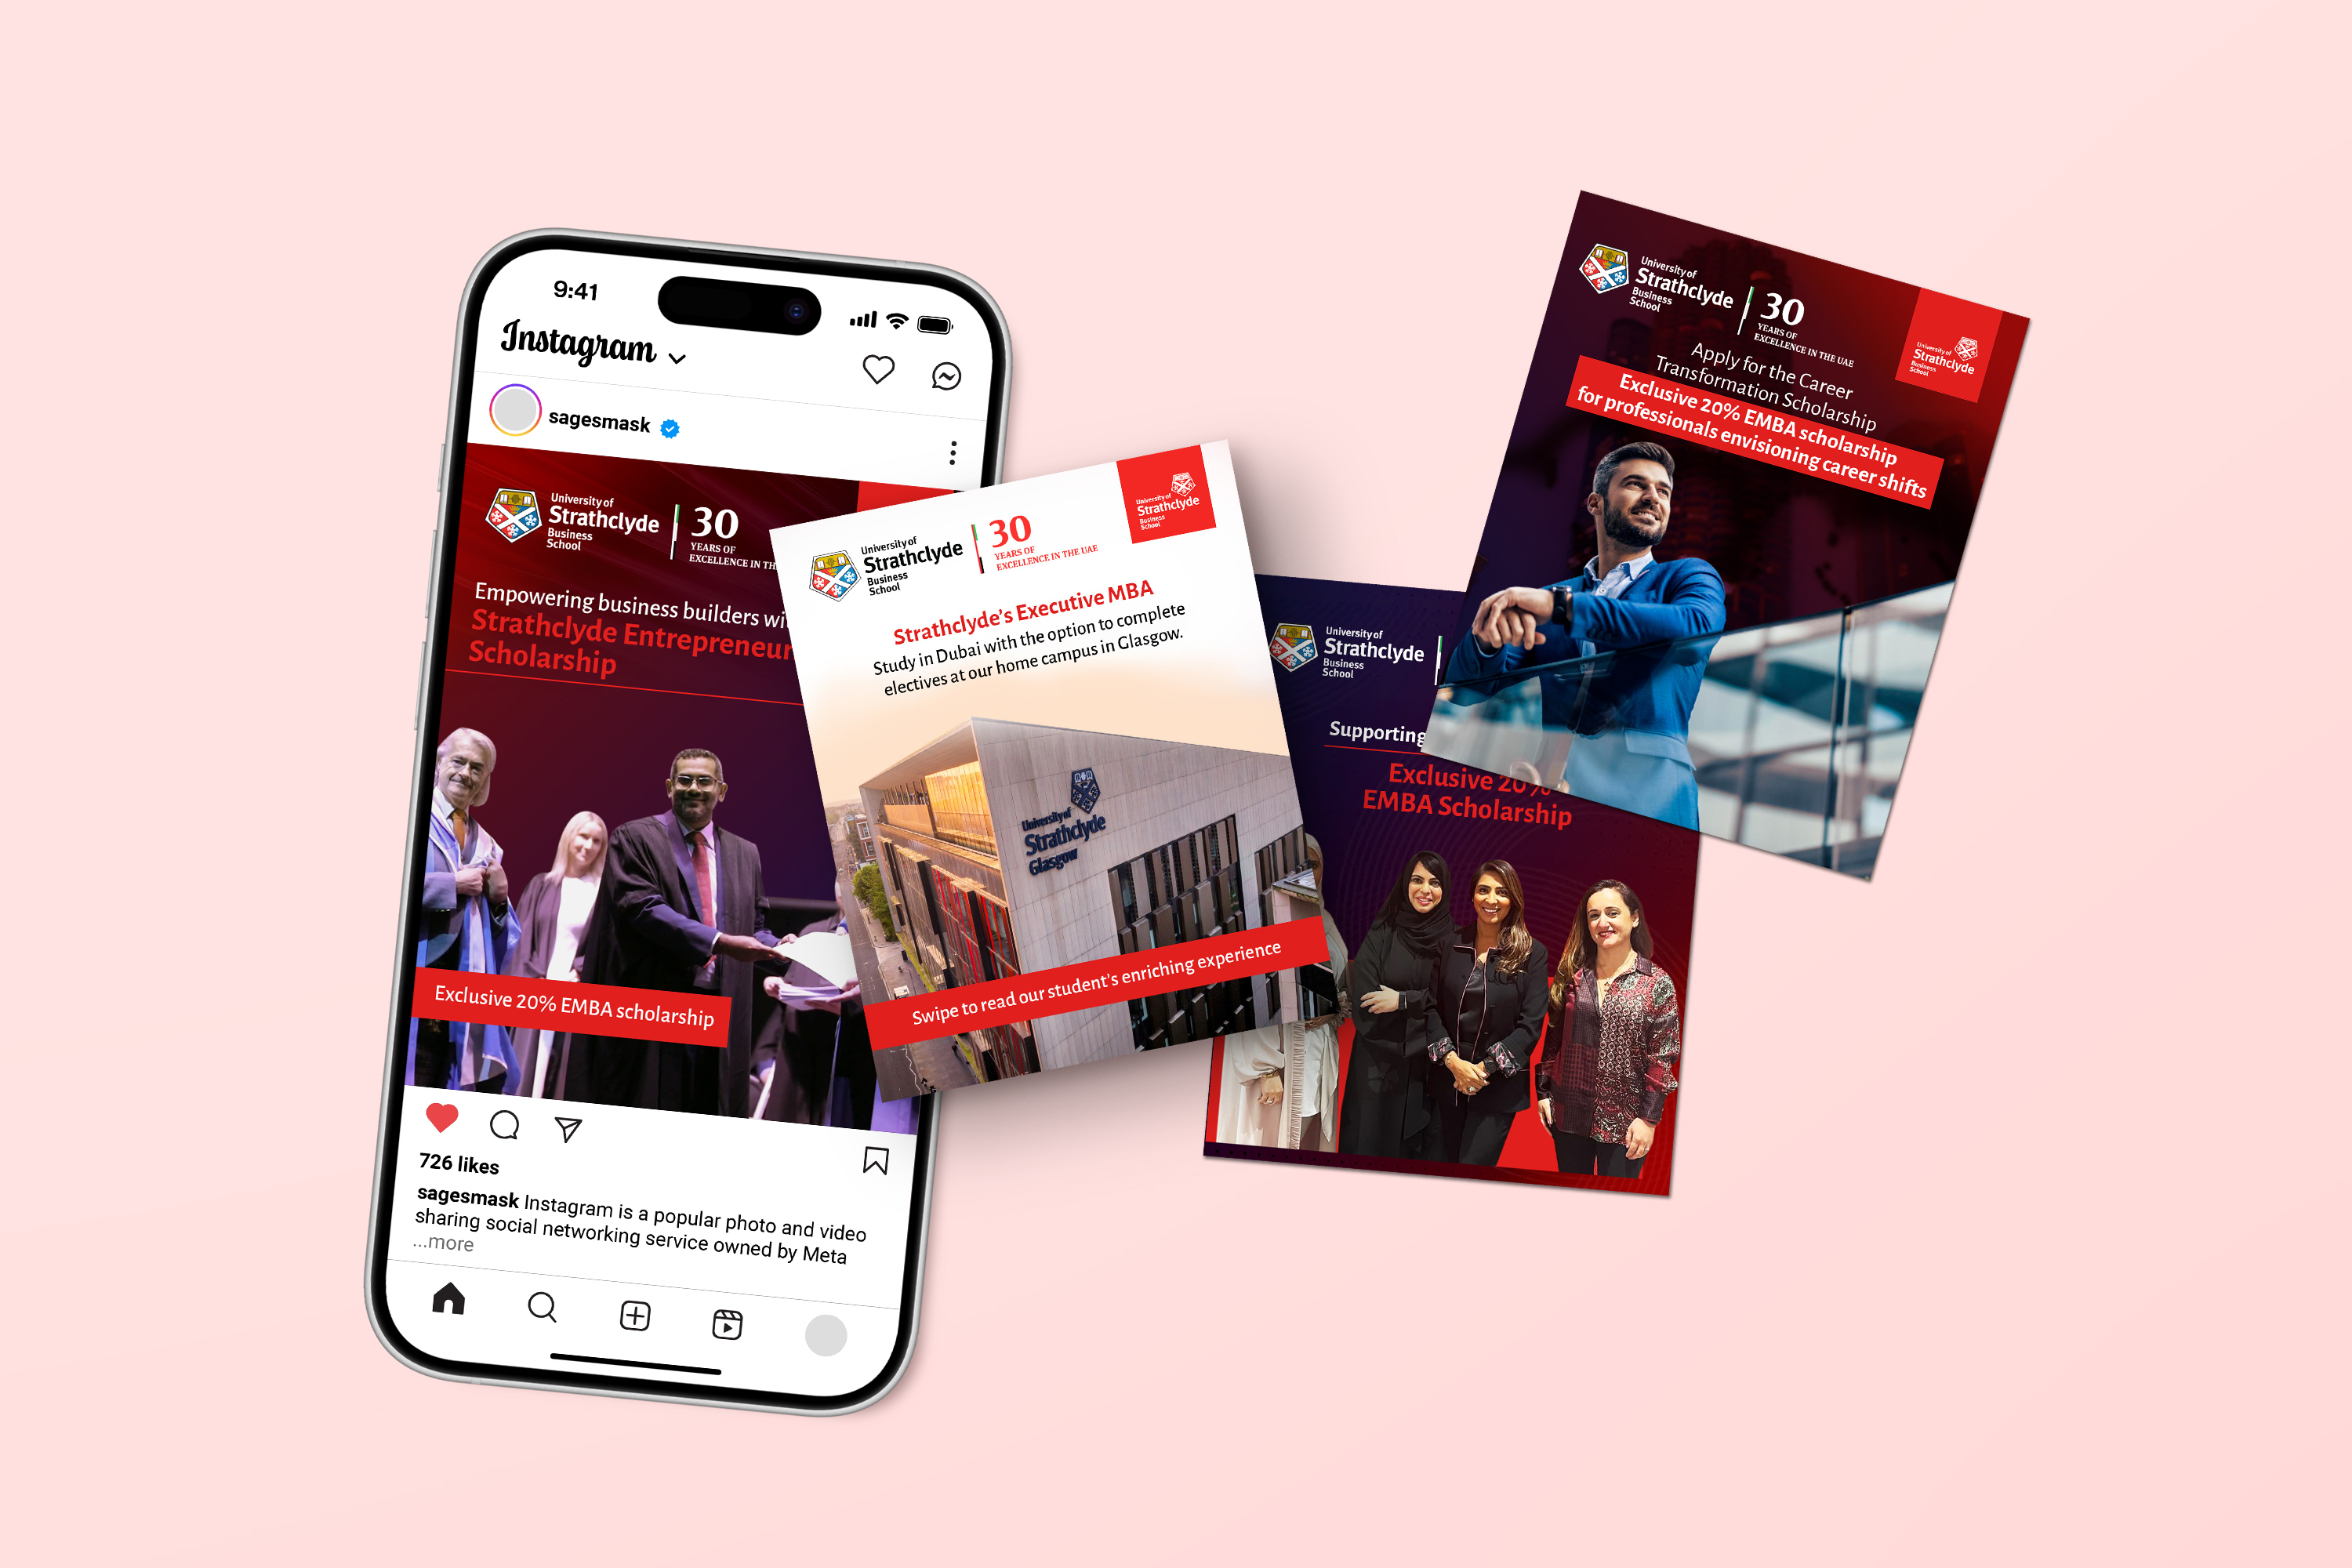 9:41
Instagram
sagesmask
University of
Strathclyde
Business
School
30
YEARS OF
EXCELLENCE IN TH
Empowering business builders wi
Strathclyde Entrepreneur
Scholarship
Exclusive 20% EMBA scholarship
726 likes
sagesmask Instagram is a popular photo and video
sharing social networking service owned by Meta
...more
University of
Strathclyde
Business
School
30
YEARS OF
EXCELLENCE IN THE UAE
University of
Strathclyde
Business
School
Strathclyde's Executive MBA
Study in Dubai with the option to complete
electives at our home campus in Glasgow.
University of
Strathclyde
Glasgow
Swipe to read our student's enriching experience
University of
Strathclyde
Business
School
Supporting
Exclusive 20%
EMBA Scholarship
University of
Strathclyde
Business
School
30
YEARS OF
EXCELLENCE IN THE UAE
University of
Strathclyde
Business
School
Apply for the Career
Transformation Scholarship
Exclusive 20% EMBA scholarship
for professionals envisioning career shifts